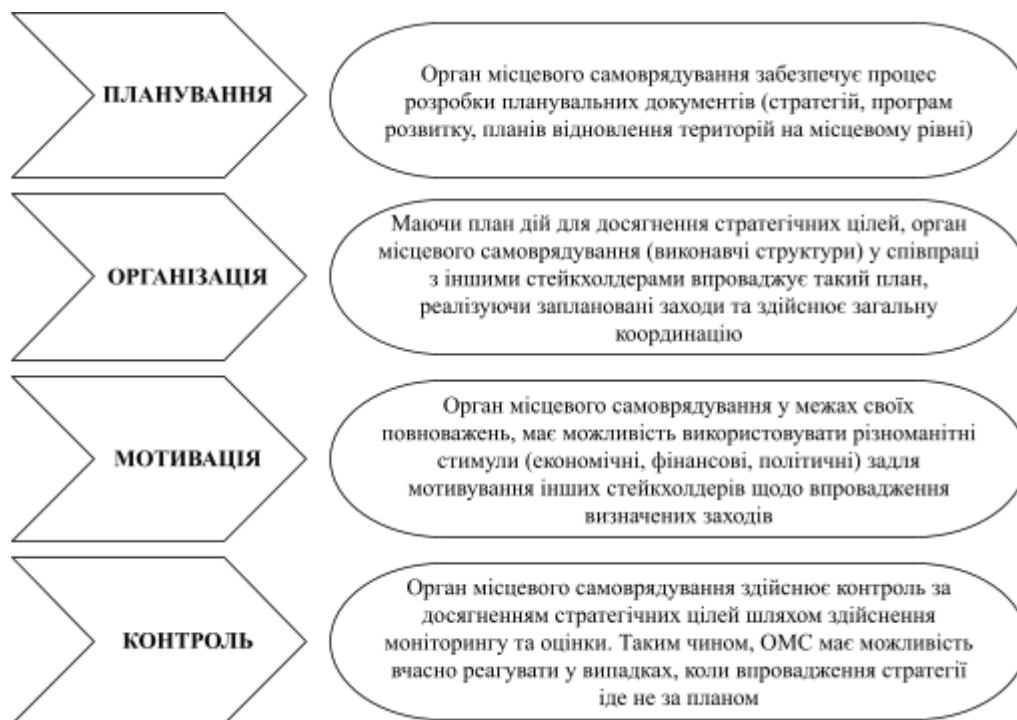 ПЛАНУВАННЯ
Орган місцевого самоврядування забезпечує процес
розробки планувальних документів (стратегій, програм
розвитку, планів відновлення територій на місцевому рівні)
ОРГАНІЗАЦІЯ
Маючи план дій для досягнення стратегічних цілей, орган
місцевого самоврядування (виконавчі структури) у співпраці
з іншими стейкхолдерами впроваджує такий план,
реалізуючи заплановані заходи та здійснює загальну
координацію
МОТИВАЦІЯ
Орган місцевого самоврядування у межах своїх
повноважень, має можливість використовувати різноманітні
стимули (економічні, фінансові, політичні) задля
мотивування інших стейкхолдерів щодо впровадження
визначених заходів
КОНТРОЛЬ
Орган місцевого самоврядування здійснює контроль за
досягненням стратегічних цілей шляхом здійснення
моніторингу та оцінки. Таким чином, ОМС має можливість
вчасно реагувати у випадках, коли впровадження стратегії
іде не за планом